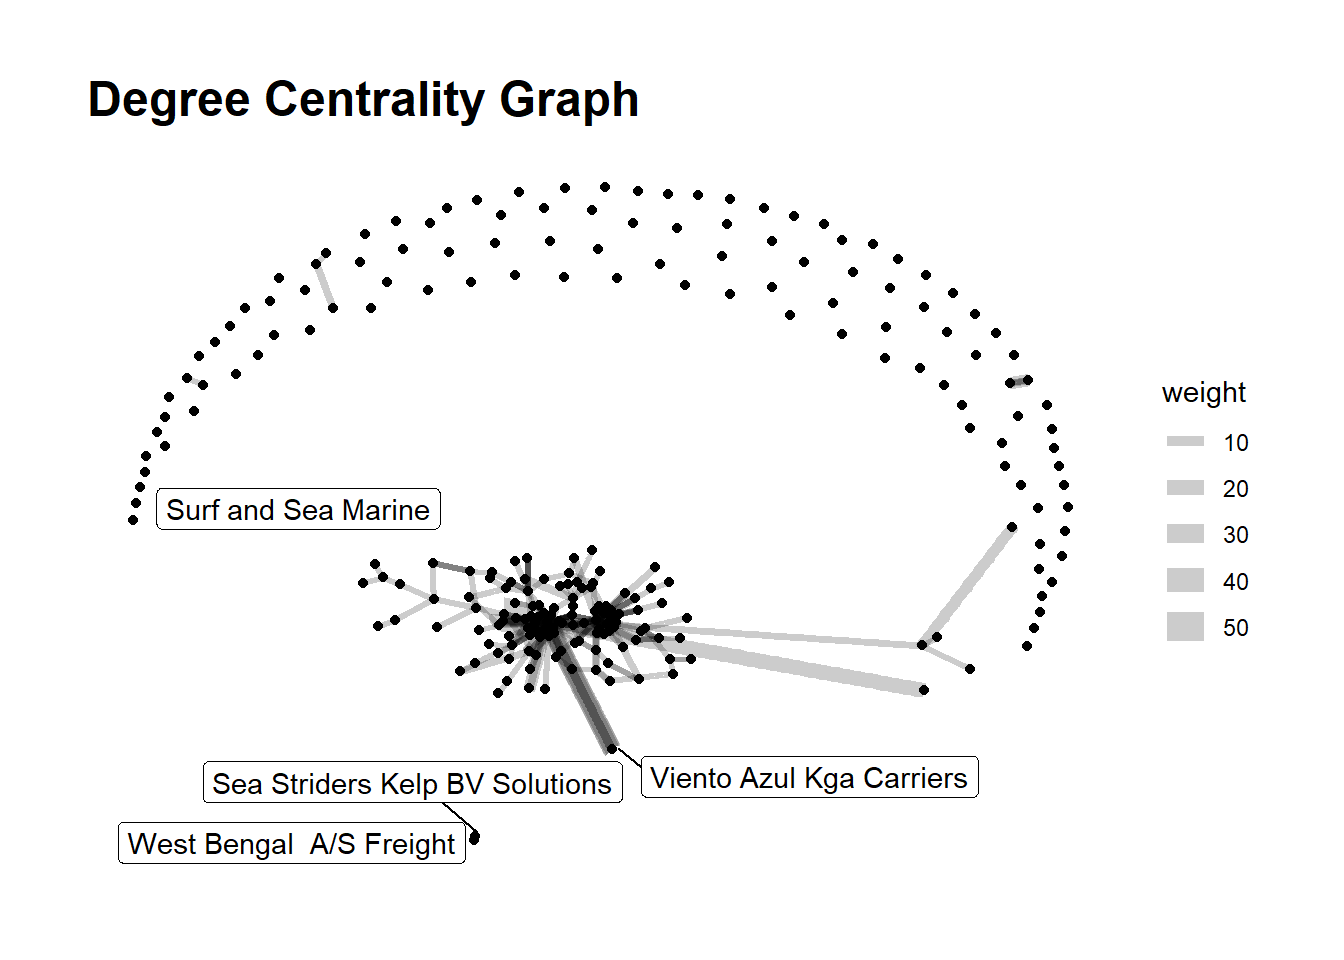 Degree Centrality Graph
weight
10
20
30
40
50
Surf and Sea Marine
Sea Striders Kelp BV Solutions
Viento Azul Kga Carriers
West Bengal  A/S Freight